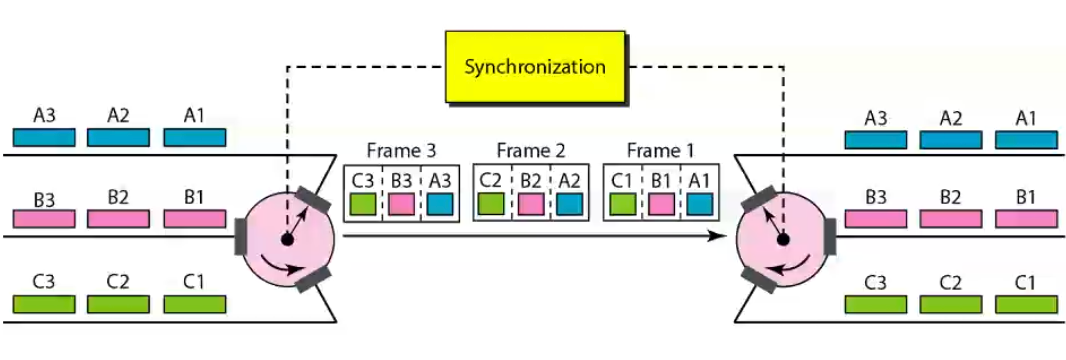 Synchronization
A3 A2 A1
Frame 3 Frame 2 Frame 1
A3 A2 A1
C3 B3 A3 C2 B2 A2 C1 B1 A1
B3 B2 B1
B3 B2 B1
C3 C2 C1
C3 C2 C1